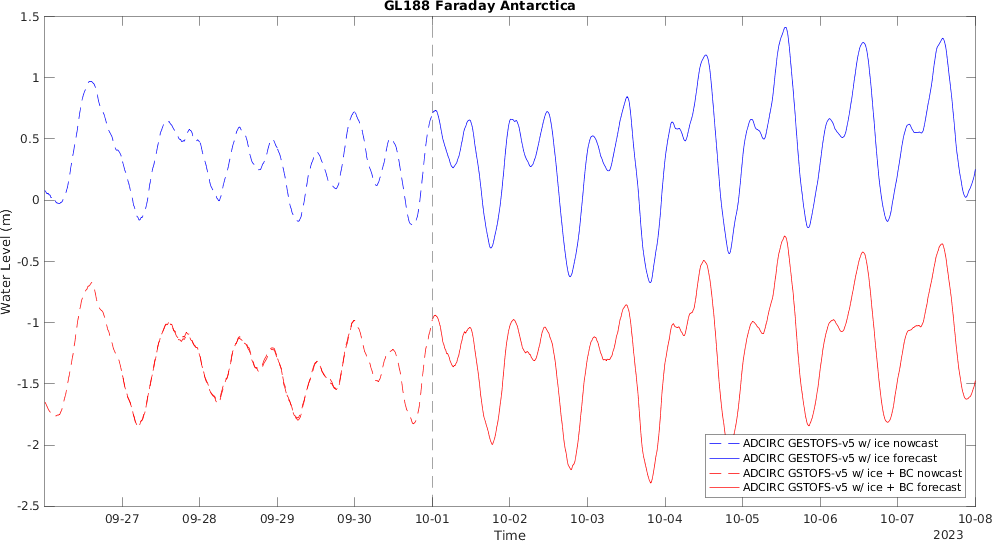 GL188 Faraday Antarctica
1.5
1
0.5
0
-0.5
-1
-1.5
-2
-2.5
Water Level (m)
ADCIRC GESTOFS-v5 w/ ice nowcast
ADCIRC GESTOFS-v5 w/ ice forecast
ADCIRC GSTOFS-v5 w/ ice + BC nowcast
ADCIRC GSTOFS-v5 w/ ice + BC forecast
09-27 09-28 09-29 09-30 10-01 10-02 10-03 10-04 10-05 10-06 10-07 10-08
Time
2023